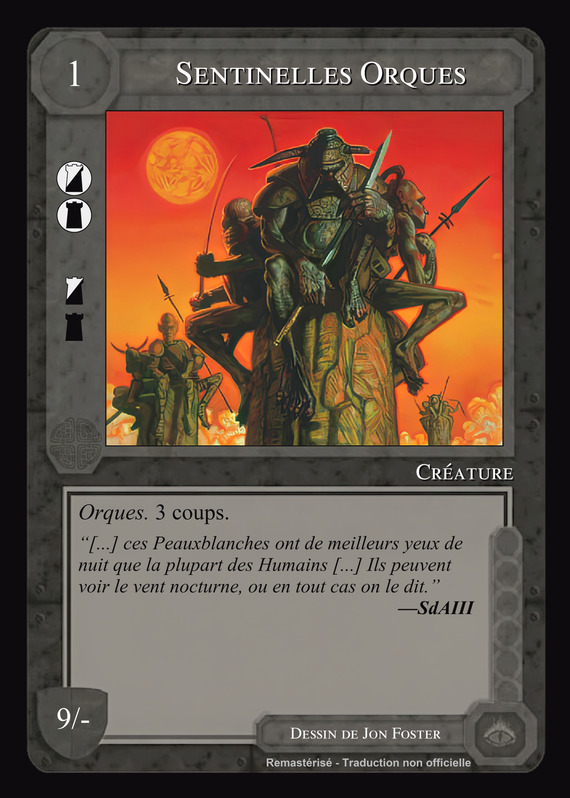 1
Sentinelles Orques
Créature
Orques. 3 coups.
“[...] ces Peauxblanches ont de meilleurs yeux de
nuit que la plupart des Humains [...] Ils peuvent
voir le vent nocturne, ou en tout cas on le dit.”
—SdAIII
9/-
Dessin de Jon Foster
Remastérisé - Traduction non officielle